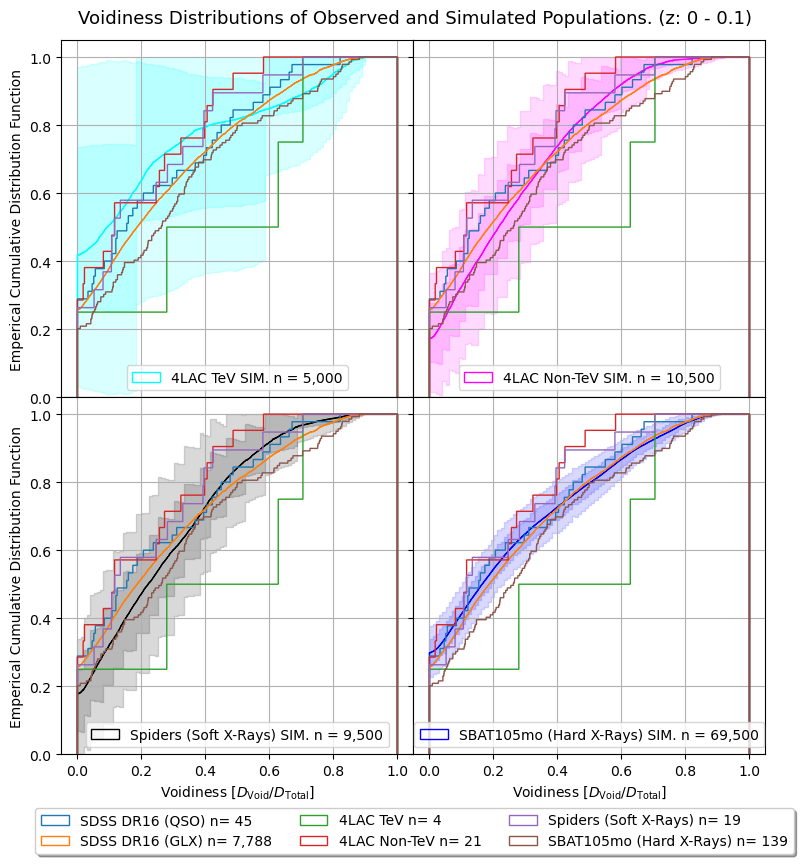 Voidiness Distributions of Observed and Simulated Populations. (z: 0 - 0.1)
Emperical Cumulative Distribution Function
1.0
0.8
0.6
0.4
0.2
0.0
4LAC TeV SIM. n = 5,000
4LAC Non-TeV SIM. n = 10,500
Emperical Cumulative Distribution Function
1.0
0.8
0.6
0.4
0.2
0.0
Spiders (Soft X-Rays) SIM. n = 9,500
SBAT105mo (Hard X-Rays) SIM. n = 69,500
0.0 0.2 0.4 0.6 0.8 1.0
0.0 0.2 0.4 0.6 0.8 1.0
Voidiness [D_Void/D_Total]
Voidiness [D_Void/D_Total]
SDSS DR16 (QSO) n= 45
SDSS DR16 (GLX) n= 7,788
4LAC TeV n= 4
4LAC Non-TeV n= 21
Spiders (Soft X-Rays) n= 19
SBAT105mo (Hard X-Rays) n= 139